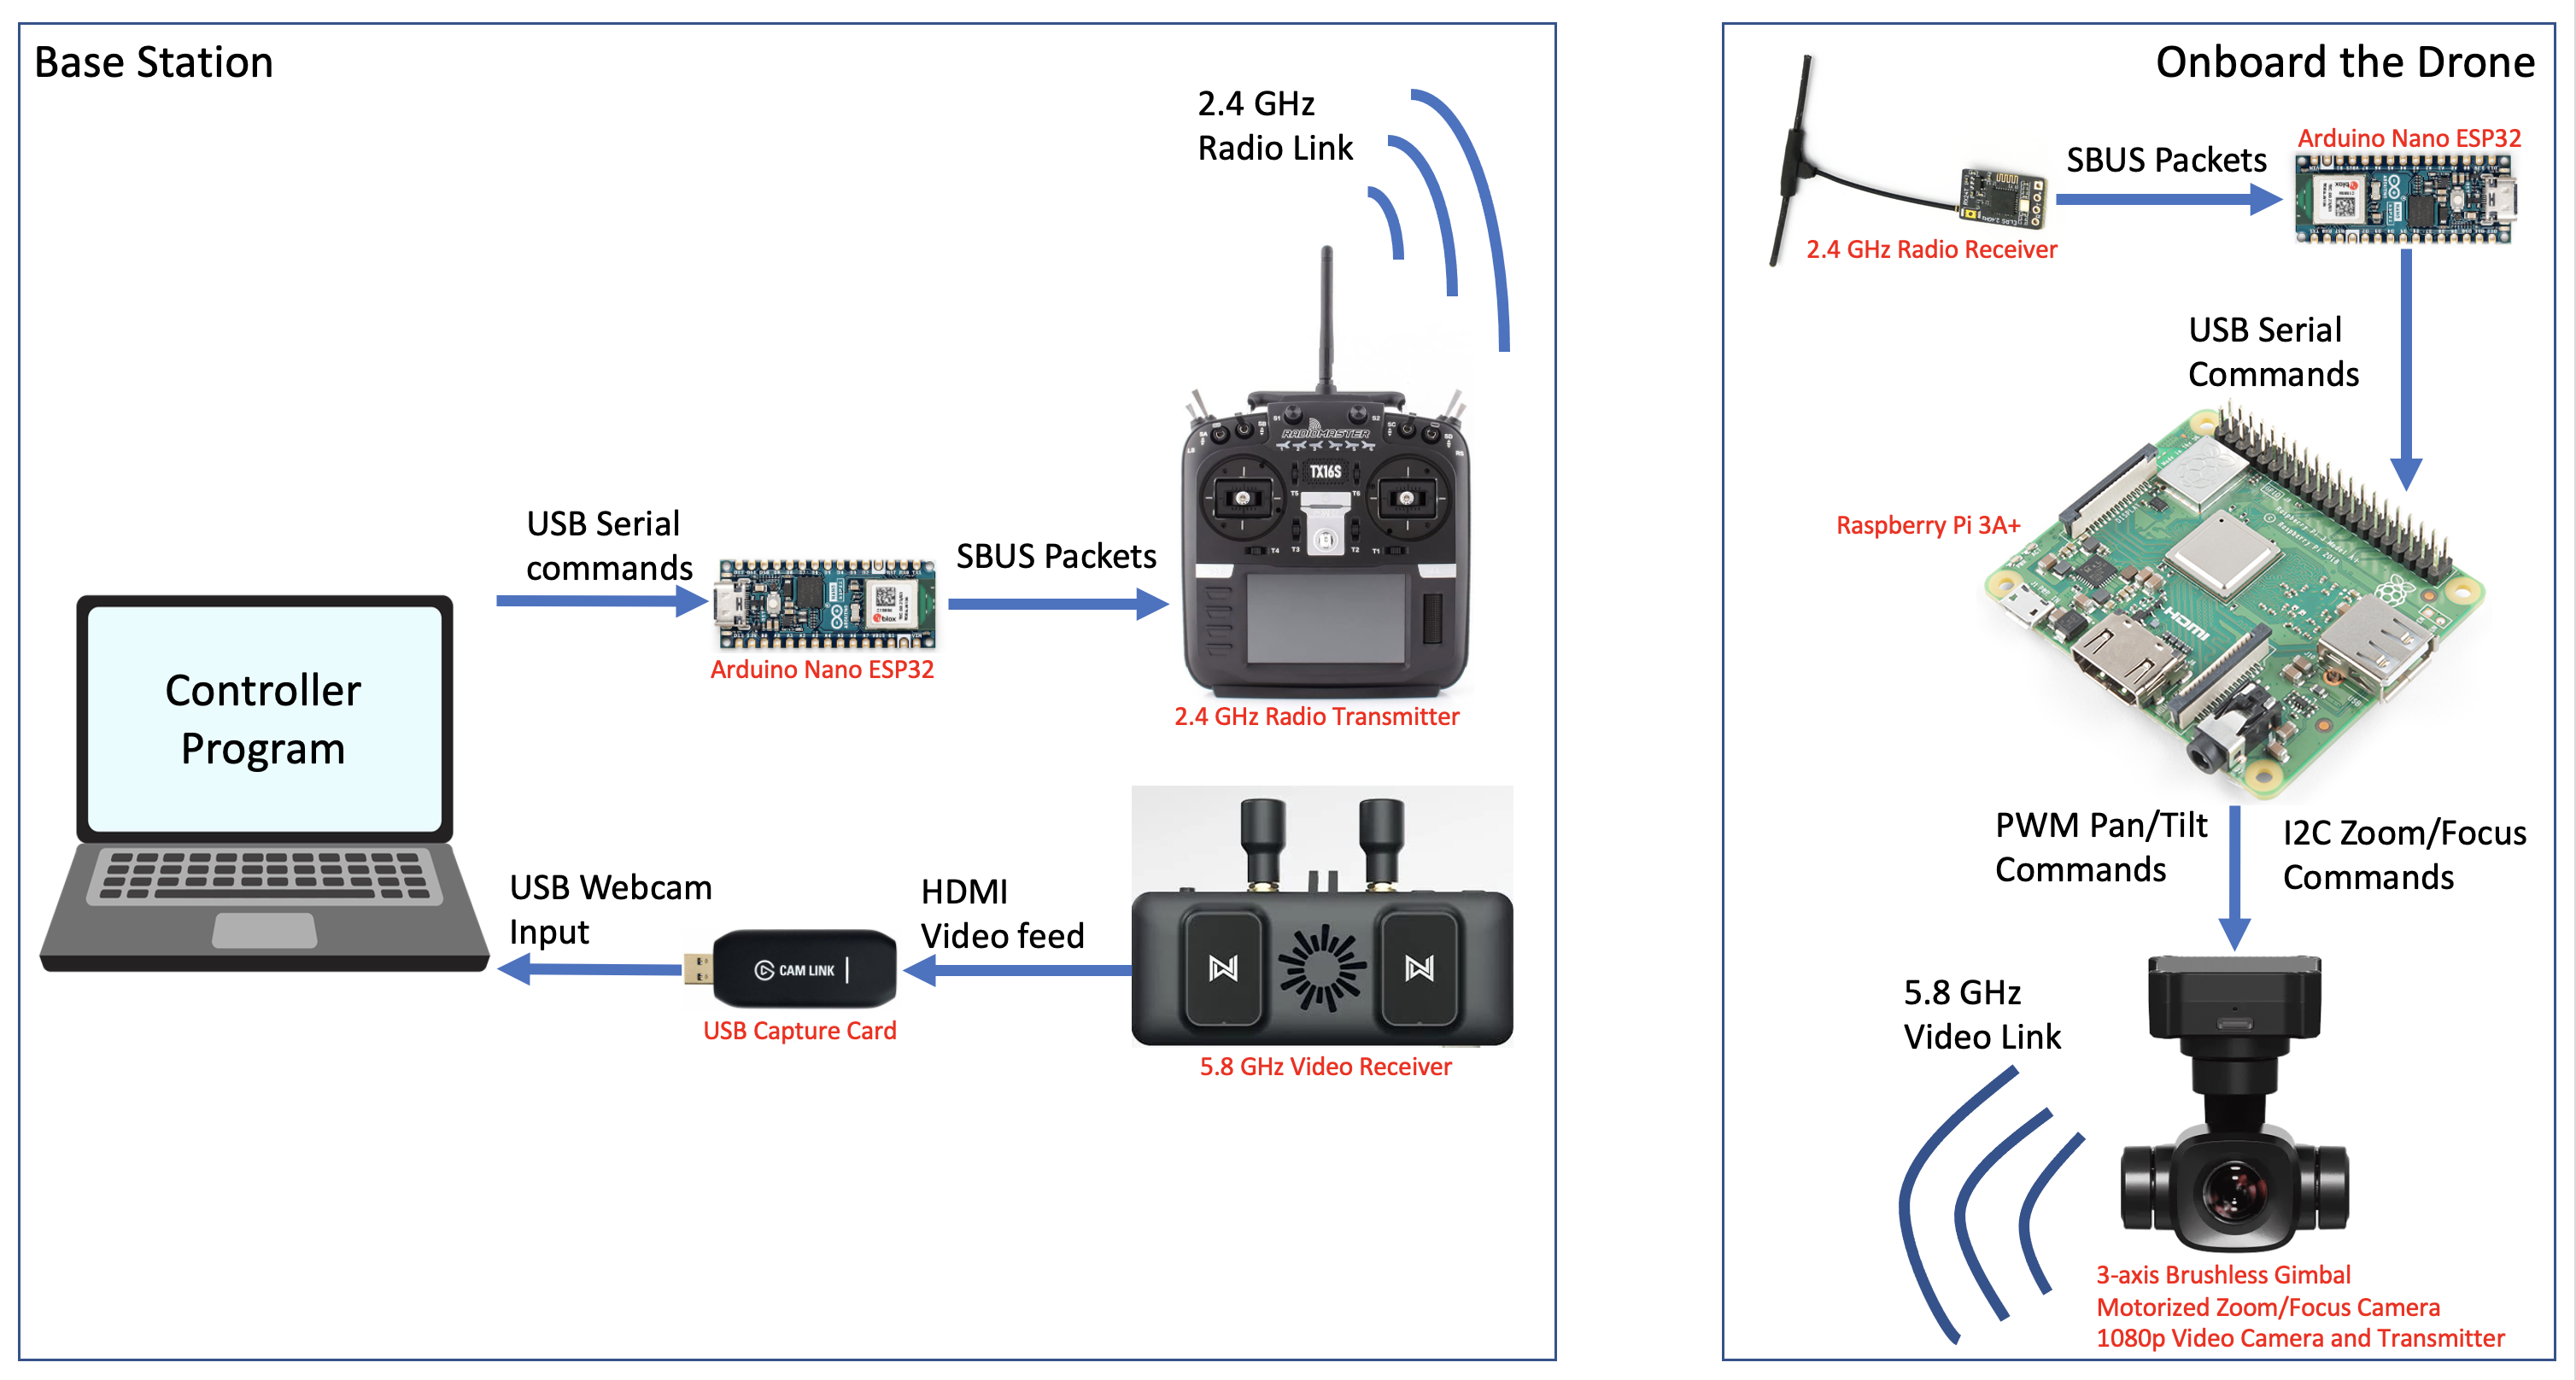 Base Station
2.4 GHz
Radio Link
USB Serial
commands
SBUS Packets
RADIOMASTER
TX16S
Arduino Nano ESP32
2.4 GHz Radio Transmitter
Controller
Program
USB Webcam
Input
HDMI
Video feed
CAM LINK
USB Capture Card
5.8 GHz Video Receiver
Onboard the Drone
Arduino Nano ESP32
SBUS Packets
2.4 GHz Radio Receiver
USB Serial
Commands
Raspberry Pi 3A+
HDMI
PWM Pan/Tilt
Commands
I2C Zoom/Focus
Commands
5.8 GHz
Video Link
3-axis Brushless Gimbal
Motorized Zoom/Focus Camera
1080p Video Camera and Transmitter